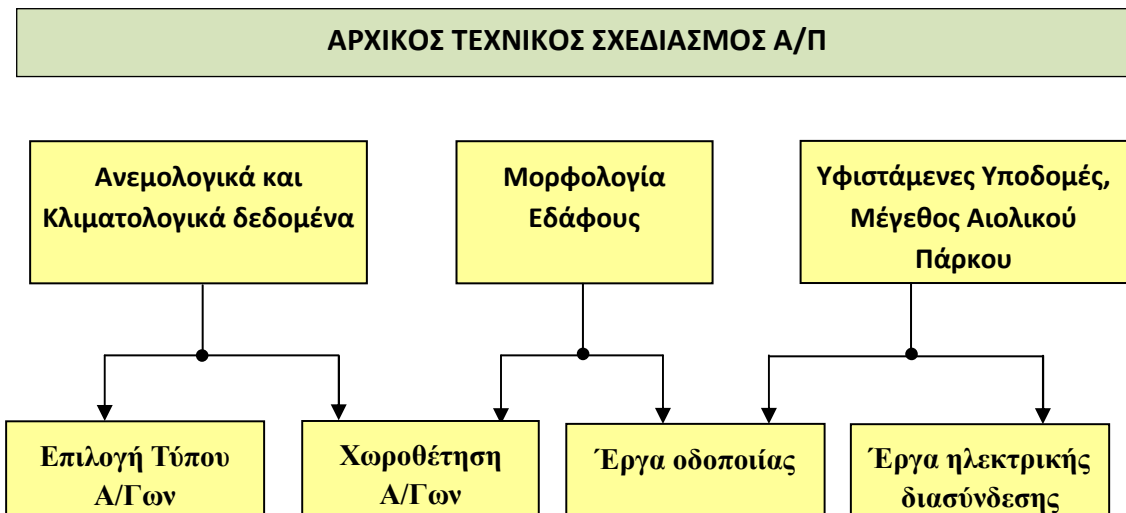 ΑΡΧΙΚΟΣ ΤΕΧΝΙΚΟΣ ΣΧΕΔΙΑΣΜΟΣ Α/Π
Ανεμολογικά και
Κλιματολογικά δεδομένα
Μορφολογία
Εδάφους
Υφιστάμενες Υποδομές,
Μέγεθος Αιολικού
Πάρκου
Επιλογή Τύπου
Α/Γων
Χωροθέτηση
Α/Γων
Έργα οδοποιίας
Έργα ηλεκτρικής
διασύνδεσης